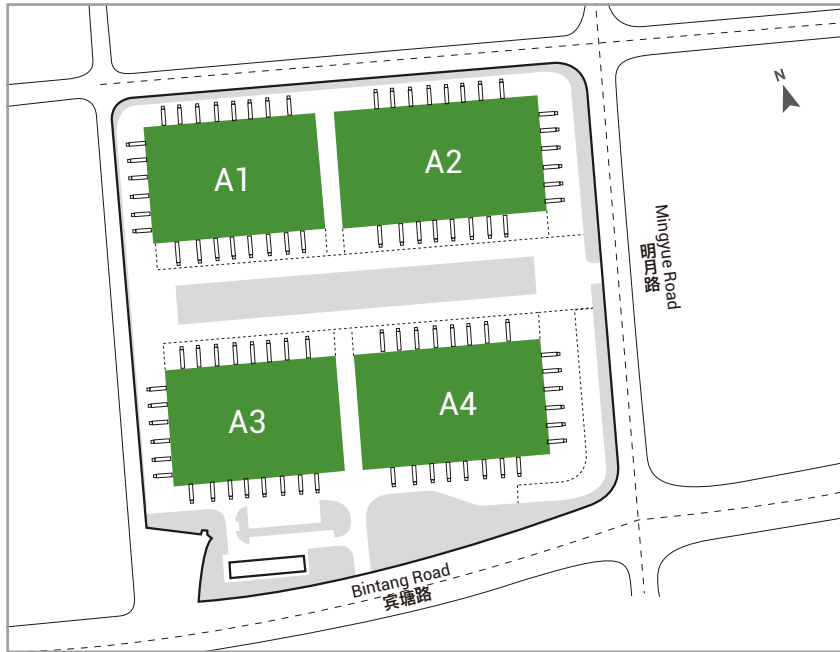 N
A1
A2
Mingyue Road
明月路
A3
A4
Bintang Road
宾塘路